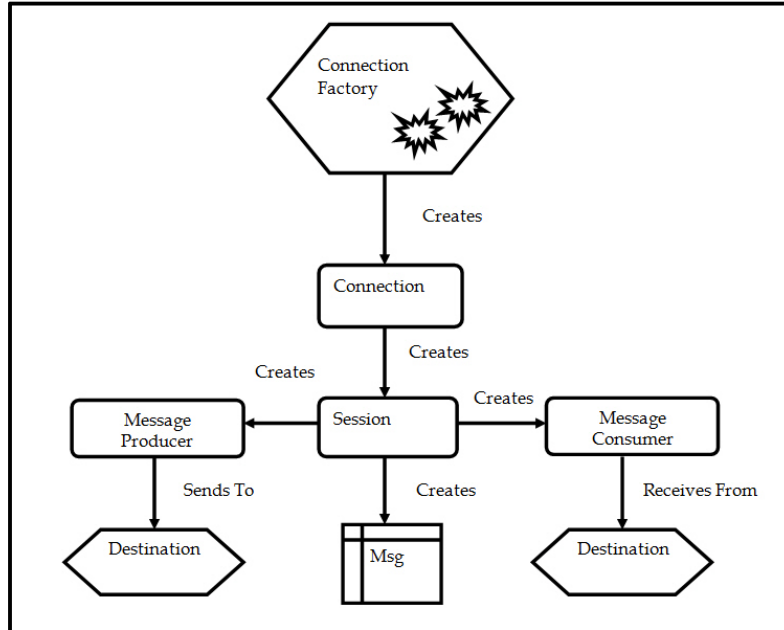 Connection
Factory
Creates
Connection
Creates
Creates
Message
Producer
Session
Creates
Message
Consumer
Sends To
Creates
Receives From
Destination
Msg
Destination